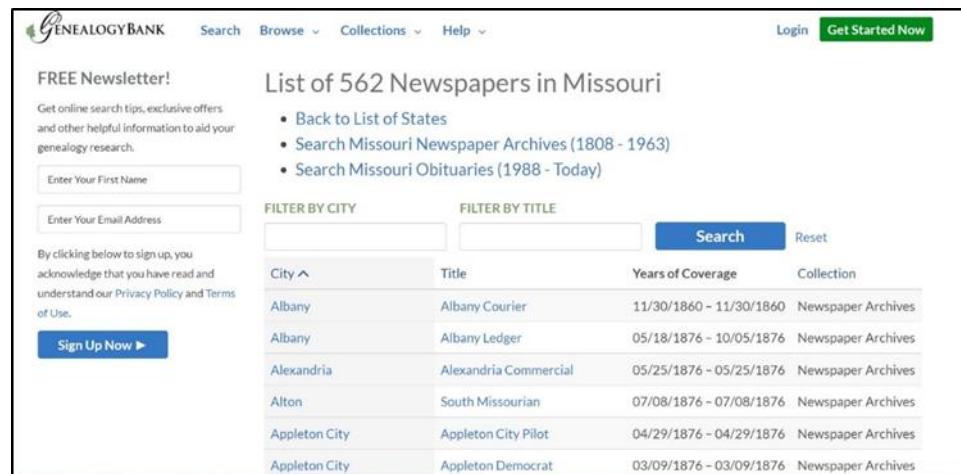 GENEALOGYBANK
Search Browse Collections Help Login Get Started Now
FREE Newsletter!
Get online search tips, exclusive offers
and other helpful information to aid your
genealogy research.
Enter Your First Name
Enter Your Email Address
By clicking below to sign up, you
acknowledge that you have read and
understand our Privacy Policy and Terms
of Use.
Sign Up Now
List of 562 Newspapers in Missouri
• Back to List of States
• Search Missouri Newspaper Archives (1808 - 1963)
• Search Missouri Obituaries (1988 - Today)
FILTER BY CITY FILTER BY TITLE
Search Reset
City Title Years of Coverage Collection
Albany Albany Courier 11/30/1860 – 11/30/1860 Newspaper Archives
Albany Albany Ledger 05/18/1876 – 10/05/1876 Newspaper Archives
Alexandria Alexandria Commercial 05/25/1876 – 05/25/1876 Newspaper Archives
Alton South Missourian 07/08/1876 – 07/08/1876 Newspaper Archives
Appleton City Appleton City Pilot 04/29/1876 – 04/29/1876 Newspaper Archives
Appleton City Appleton Democrat 03/09/1876 – 03/09/1876 Newspaper Archives